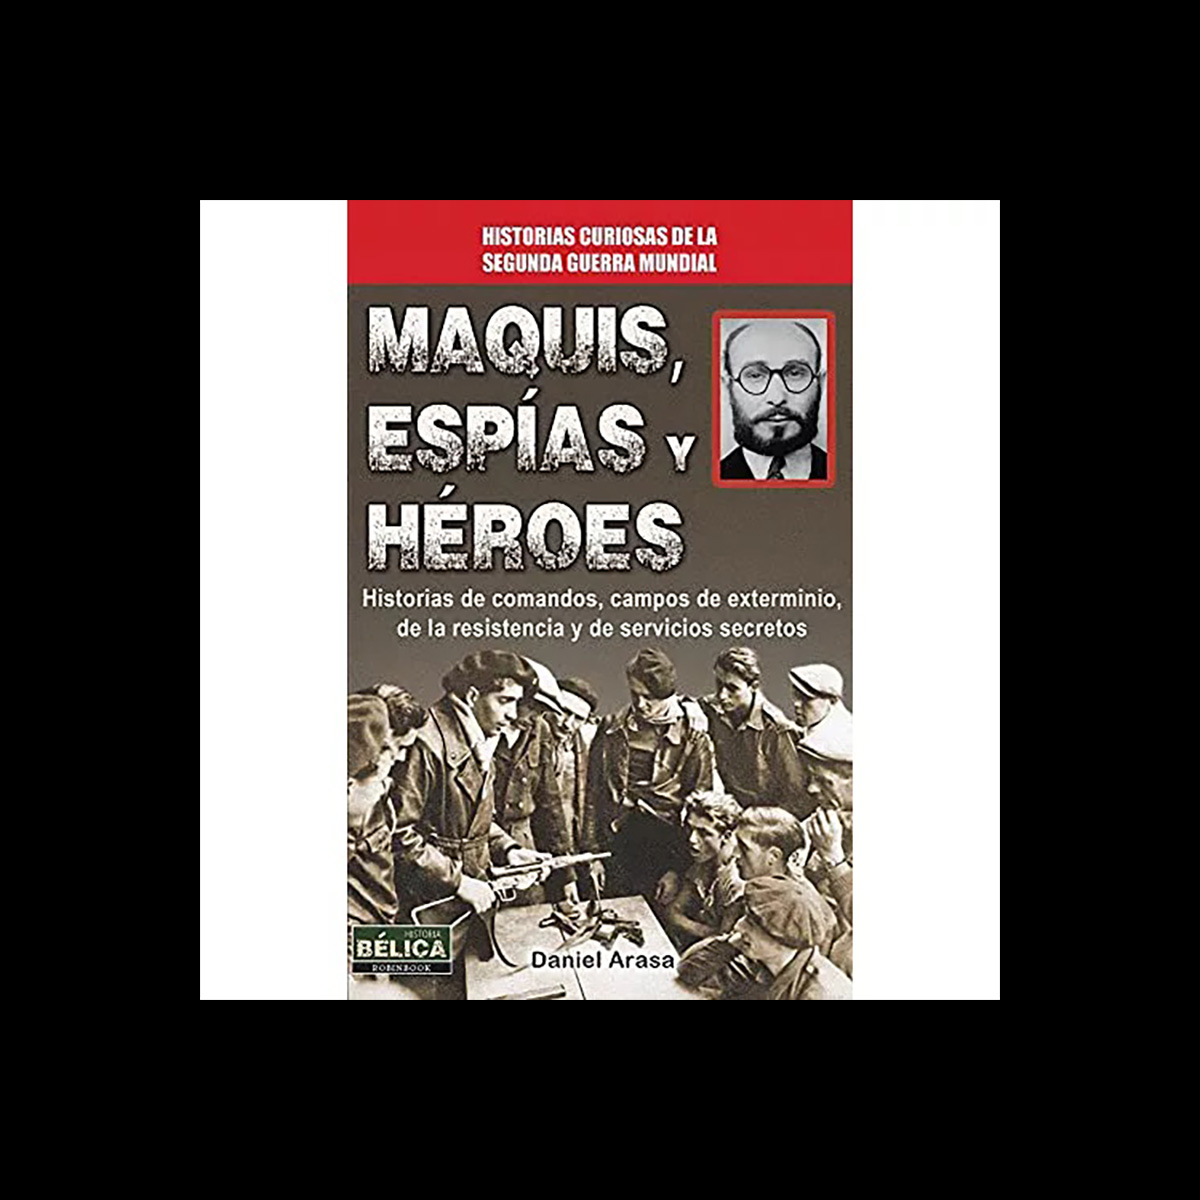 HISTORIAS CURIOSAS DE LA
SEGUNDA GUERRA MUNDIAL
MAQUIS,
ESPÍAS Y
HÉROES
Historias de comandos, campos de exterminio,
de la resistencia y de servicios secretos
HISTORIA
BÉLICA
ROBINBOOK
Daniel Arasa